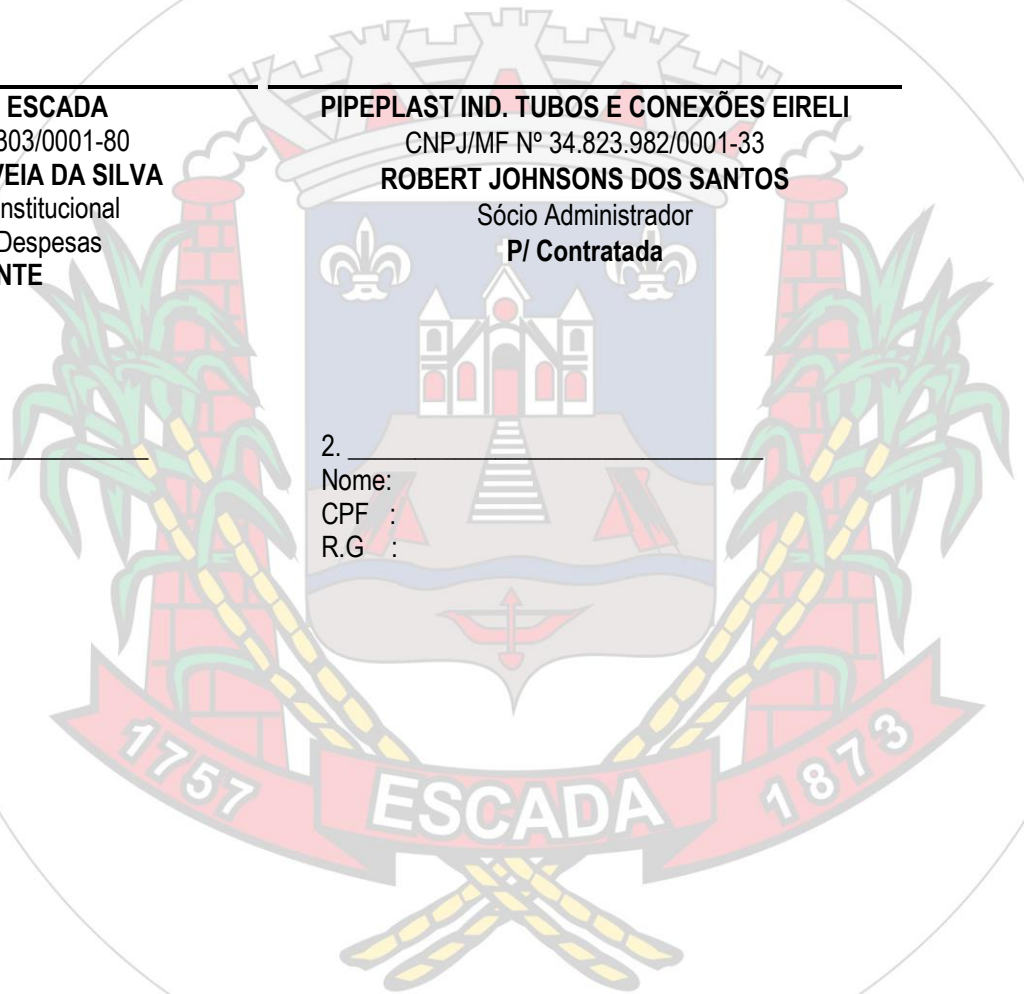 ESCADA
303/0001-80
VEIA DA SILVA
nstitucional
Despesas
NTE
PIPEPLAST IND. TUBOS E CONEXÕES EIRELI
CNPJ/MF Nº 34.823.982/0001-33
ROBERT JOHNSONS DOS SANTOS
Sócio Administrador
P/ Contratada
2. ______________________________
Nome:
CPF :
R.G :
1757
ESCADA
1873